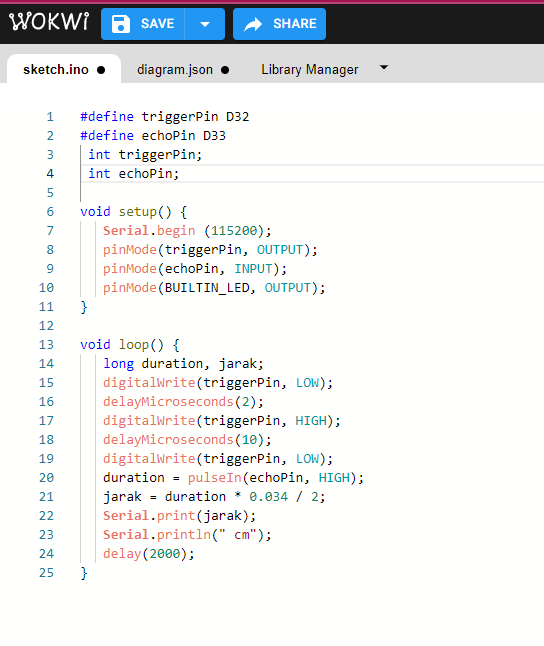 WOKWi SAVE SHARE
sketch.ino ● diagram.json ● Library Manager
1 #define triggerPin D32
2 #define echoPin D33
3 int triggerPin;
4 int echoPin;
5
6 void setup() {
7 Serial.begin (115200);
8 pinMode(triggerPin, OUTPUT);
9 pinMode(echoPin, INPUT);
10 pinMode(BUILTIN_LED, OUTPUT);
11 }
12
13 void loop() {
14 long duration, jarak;
15 digitalWrite(triggerPin, LOW);
16 delayMicroseconds(2);
17 digitalWrite(triggerPin, HIGH);
18 delayMicroseconds(10);
19 digitalWrite(triggerPin, LOW);
20 duration = pulseIn(echoPin, HIGH);
21 jarak = duration * 0.034 / 2;
22 Serial.print(jarak);
23 Serial.println(" cm");
24 delay(2000);
25 }